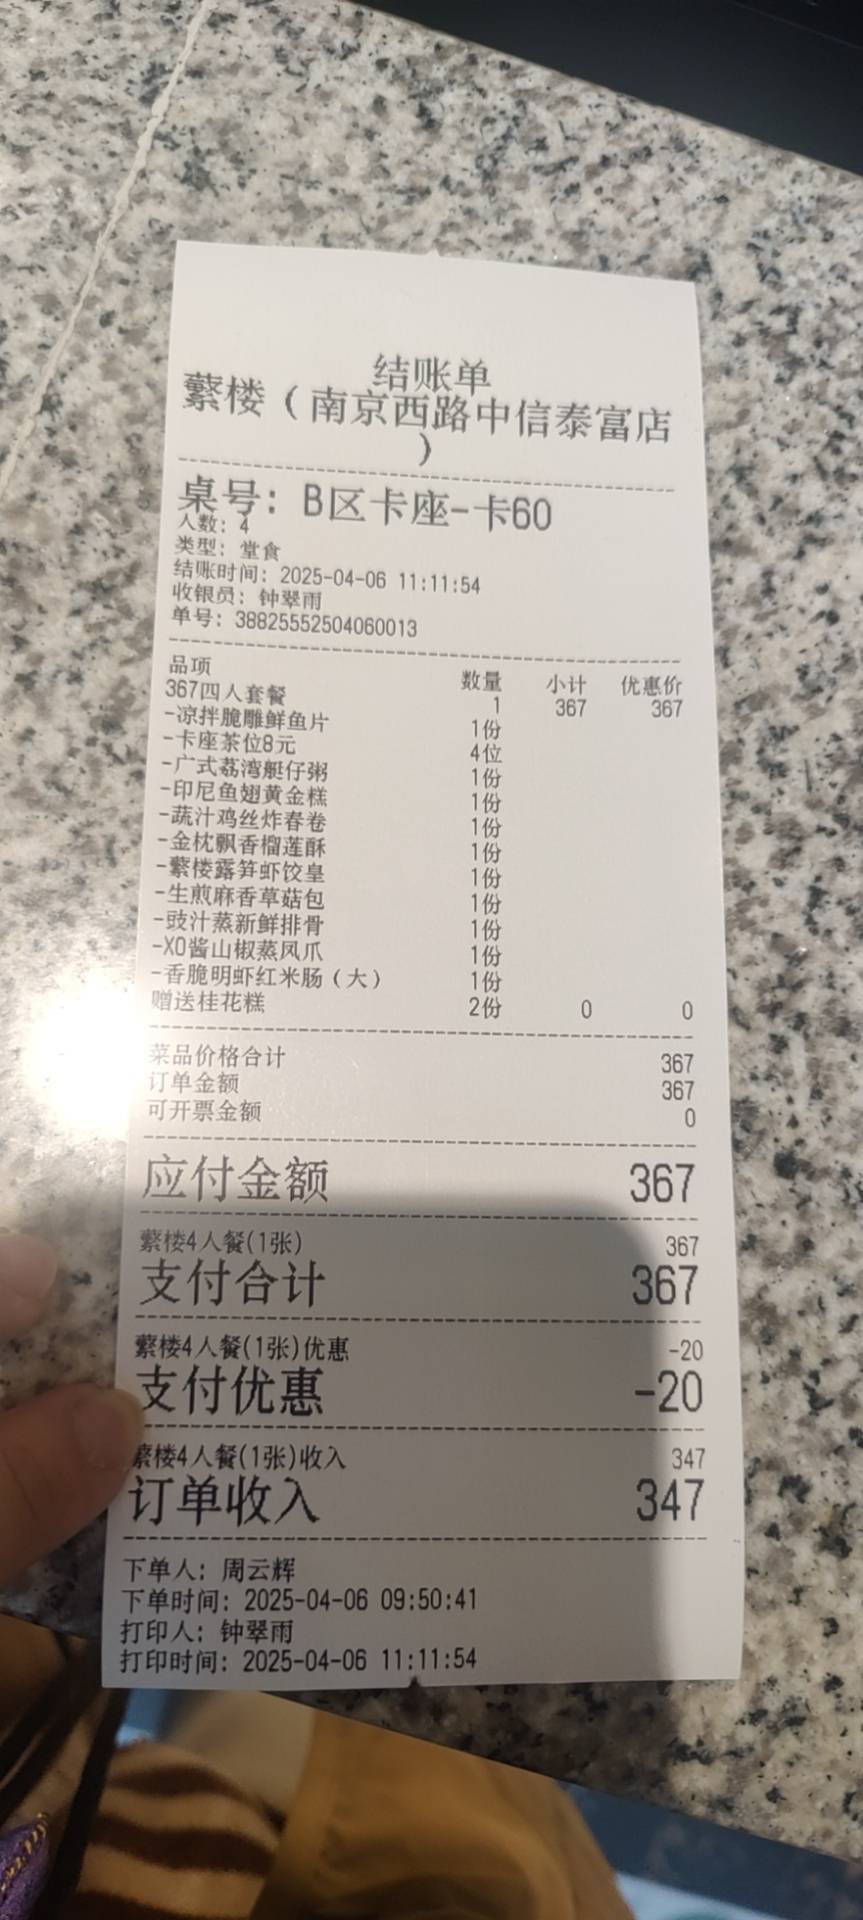 结账单
蘩楼（南京西路中信泰富店
）
桌号: B区卡座-卡60
人数: 4
类型: 堂食
结账时间: 2025-04-06 11:11:54
收银员: 钟翠雨
单号: 38825552504060013
品项 数量 小计 优惠价
367四人套餐 1 367 367
-凉拌脆雕鲜鱼片 1份
-卡座茶位8元 4位
-广式荔湾艇仔粥 1份
-印尼鱼翅黄金糕 1份
-蔬汁鸡丝炸春卷 1份
-金枕飘香榴莲酥 1份
-蘩楼露笋虾饺皇 1份
-生煎麻香草菇包 1份
-豉汁蒸新鲜排骨 1份
-XO酱山椒蒸凤爪 1份
-香脆明虾红米肠（大） 1份
赠送桂花糕 2份 0 0
菜品价格合计 367
订单金额 367
可开票金额 0
应付金额 367
蘩楼4人餐(1张) 367
支付合计 367
蘩楼4人餐(1张)优惠 -20
支付优惠 -20
蘩楼4人餐(1张)收入 347
订单收入 347
下单人: 周云辉
下单时间: 2025-04-06 09:50:41
打印人: 钟翠雨
打印时间: 2025-04-06 11:11:54